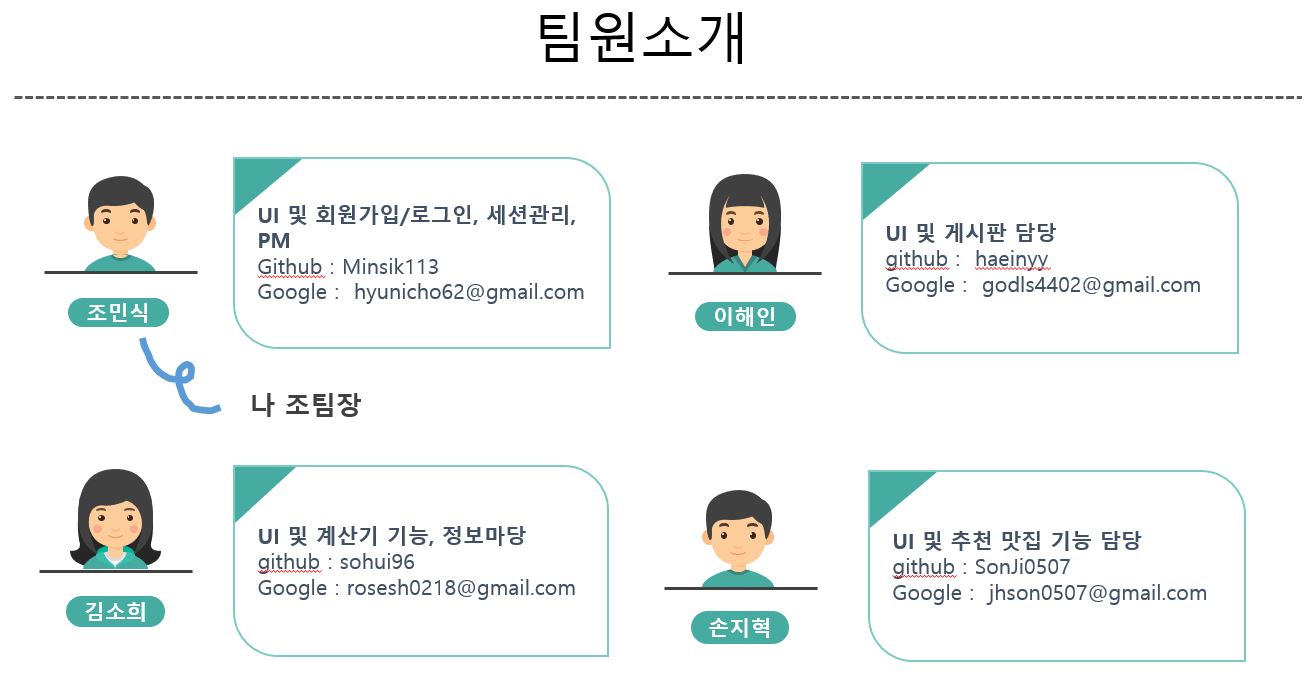 팀원소개
UI 및 회원가입/로그인, 세션관리,
PM
Github : Minsik113
Google : hyunicho62@gmail.com
조민식
나 조팀장
UI 및 게시판 담당
github : haeinyy
Google : godls4402@gmail.com
이해인
UI 및 계산기 기능, 정보마당
github : sohui96
Google : rosesh0218@gmail.com
김소희
UI 및 추천 맛집 기능 담당
github : SonJi0507
Google : jhson0507@gmail.com
손지혁